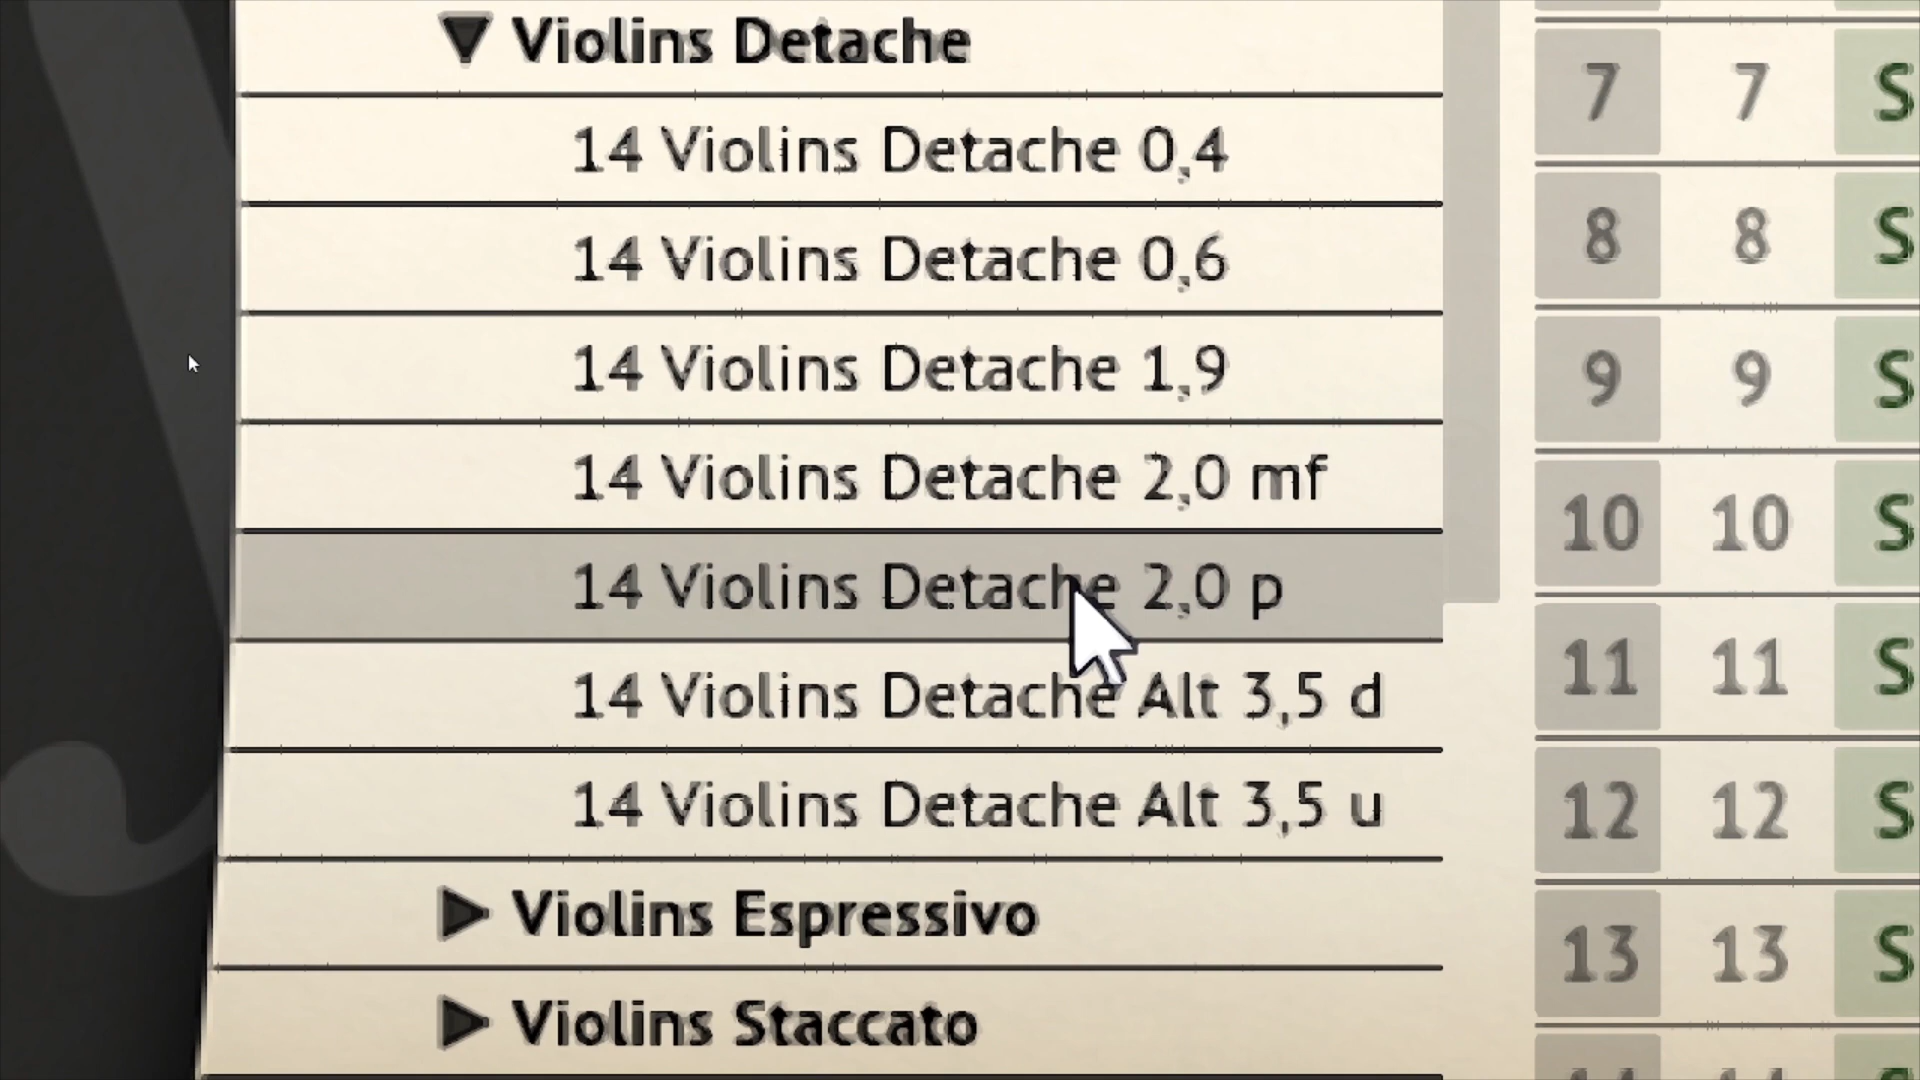 Violins Detache
14 Violins Detache 0,4
14 Violins Detache 0,6
14 Violins Detache 1,9
14 Violins Detache 2,0 mf
14 Violins Detache 2,0 p
14 Violins Detache Alt 3,5 d
14 Violins Detache Alt 3,5 u
Violins Espressivo
Violins Staccato
7 7 S
8 8 S
9 9 S
10 10 S
11 11 S
12 12 S
13 13 S